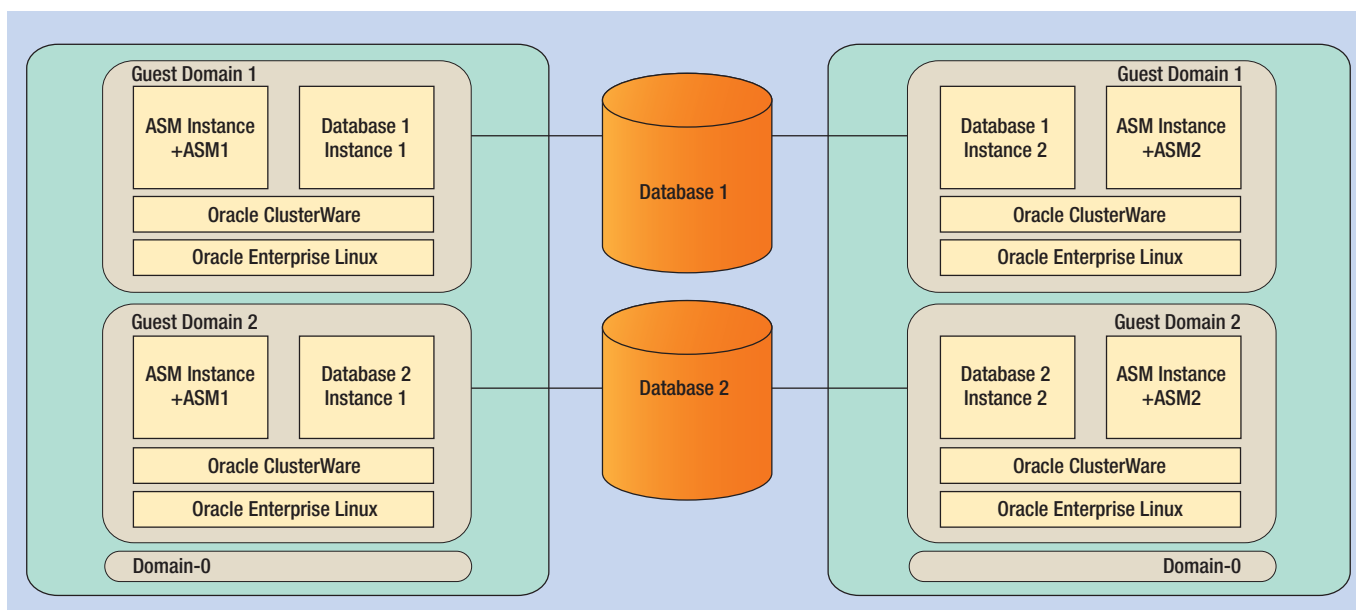 Guest Domain 1
ASM Instance
+ASM1
Database 1
Instance 1
Oracle ClusterWare
Oracle Enterprise Linux
Guest Domain 2
ASM Instance
+ASM1
Database 2
Instance 1
Oracle ClusterWare
Oracle Enterprise Linux
Domain-0
Database 1
Database 2
Guest Domain 1
Database 1
Instance 2
ASM Instance
+ASM2
Oracle ClusterWare
Oracle Enterprise Linux
Guest Domain 2
Database 2
Instance 2
ASM Instance
+ASM2
Oracle ClusterWare
Oracle Enterprise Linux
Domain-0